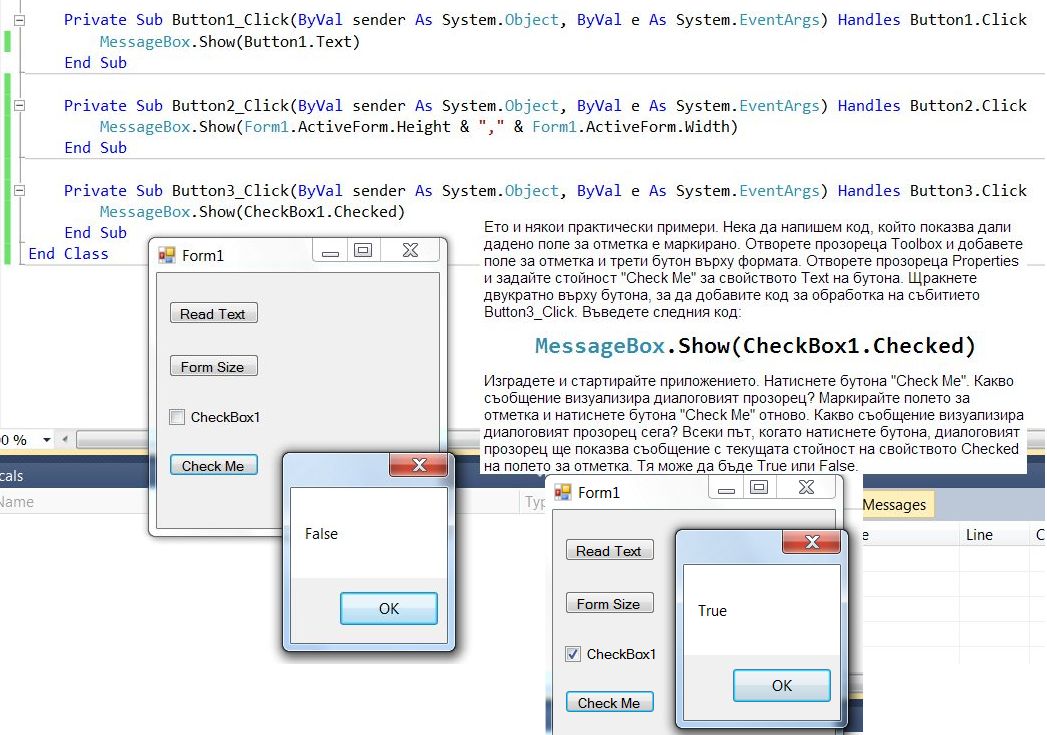 Private Sub Button1_Click(ByVal sender As System.Object, ByVal e As System.EventArgs) Handles Button1.Click
MessageBox.Show(Button1.Text)
End Sub
Private Sub Button2_Click(ByVal sender As System.Object, ByVal e As System.EventArgs) Handles Button2.Click
MessageBox.Show(Form1.ActiveForm.Height & "," & Form1.ActiveForm.Width)
End Sub
Private Sub Button3_Click(ByVal sender As System.Object, ByVal e As System.EventArgs) Handles Button3.Click
MessageBox.Show(CheckBox1.Checked)
End Sub
End Class
Ето и някои практически примери. Нека да напишем код, който показва дали
дадено поле за отметка е маркирано. Отворете прозореца Toolbox и добавете
поле за отметка и трети бутон върху формата. Отворете прозореца Properties
и задайте стойност "Check Me" за свойството Text на бутона. Щракнете
двукратно върху бутона, за да добавите код за обработка на събитието
Button3_Click. Въведете следния код:
MessageBox.Show(CheckBox1.Checked)
Изградете и стартирайте приложението. Натиснете бутона "Check Me". Какво
съобщение визуализира диалоговият прозорец? Маркирайте полето за
отметка и натиснете бутона "Check Me" отново. Какво съобщение визуализира
диалоговият прозорец сега? Всеки път, когато натиснете бутона, диалоговият
прозорец ще показва съобщение с текущата стойност на свойството Checked
на полето за отметка. Тя може да бъде True или False.
Form1
Read Text
Form Size
CheckBox1
Check Me
False
OK
0 %
cals
Name
Typ
Form1
Read Text
Form Size
CheckBox1
Check Me
True
OK
Messages
e
Line
C